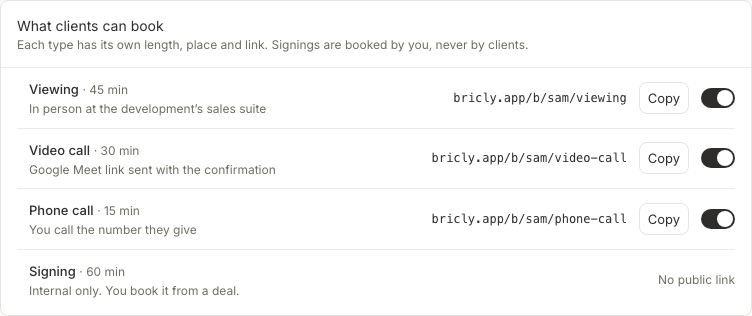 What clients can book
Each type has its own length, place and link. Signings are booked by you, never by clients.
Viewing · 45 min
In person at the development’s sales suite
bricly.app/b/sam/viewing
Copy
Video call · 30 min
Google Meet link sent with the confirmation
bricly.app/b/sam/video-call
Copy
Phone call · 15 min
You call the number they give
bricly.app/b/sam/phone-call
Copy
Signing · 60 min
Internal only. You book it from a deal.
No public link